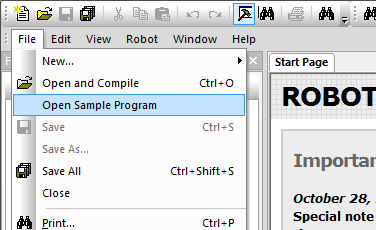 File Edit View Robot Window Help
New...
Open and Compile Ctrl+O
Open Sample Program
Save Ctrl+S
Save As...
Save All Ctrl+Shift+S
Close
Print... Ctrl+P
Start Page
ROBOT
Importan
October 28,
Special note